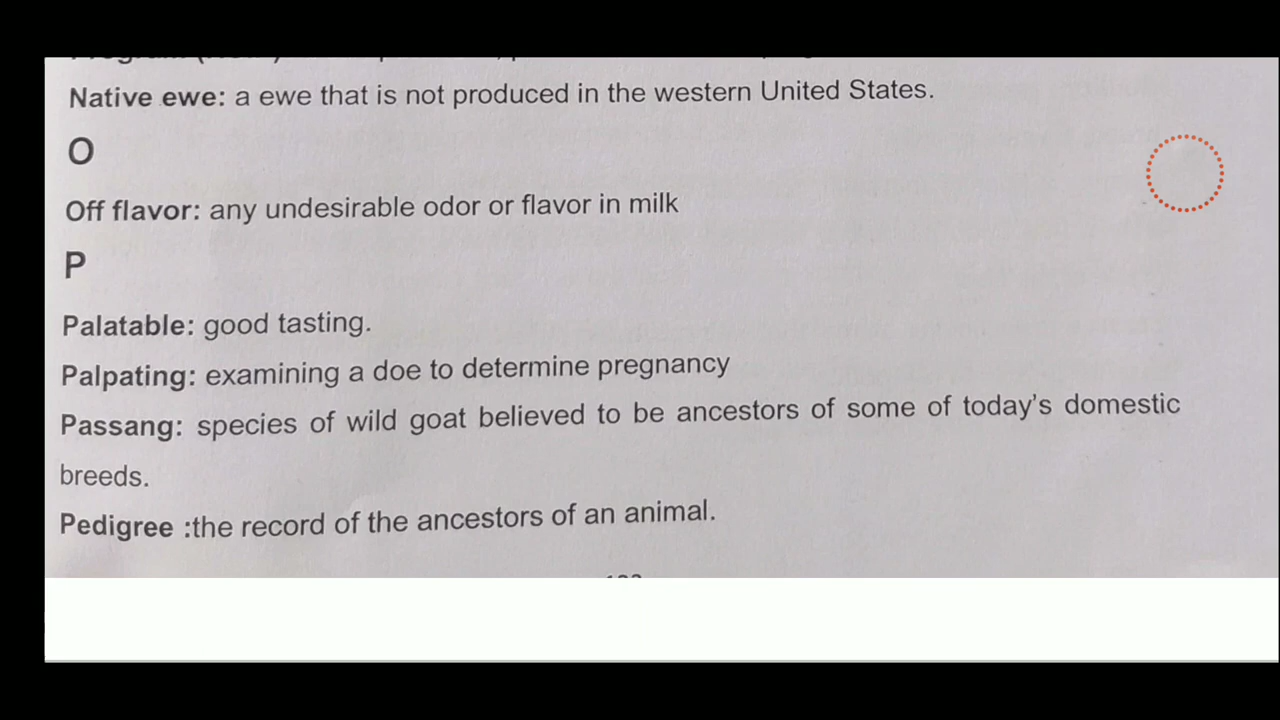 Native ewe: a ewe that is not produced in the western United States.
O
Off flavor: any undesirable odor or flavor in milk
P
Palatable: good tasting.
Palpating: examining a doe to determine pregnancy
Passang: species of wild goat believed to be ancestors of some of today's domestic
breeds.
Pedigree :the record of the ancestors of an animal.